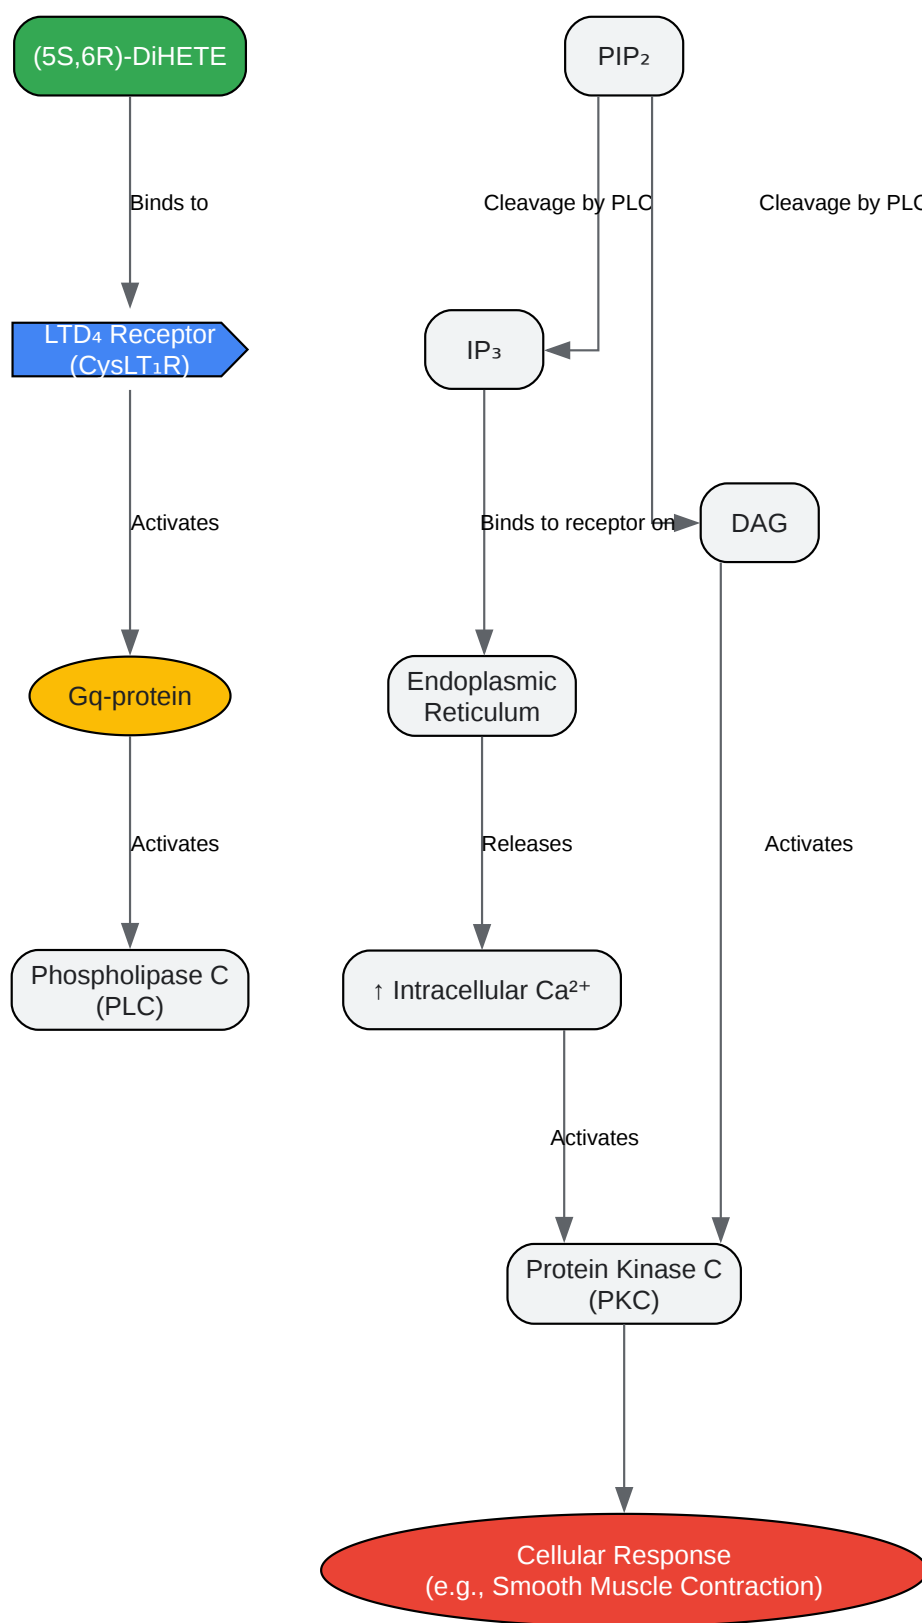 (5S,6R)-DiHETE
PIP₂
Binds to
Cleavage by PLC
Cleavage by PLC
LTD₄ Receptor
(CysLT₁R)
IP₃
Activates
Binds to receptor on
DAG
Gq-protein
Endoplasmic
Reticulum
Activates
Releases
Activates
Phospholipase C
(PLC)
↑ Intracellular Ca²⁺
Activates
Protein Kinase C
(PKC)
Cellular Response
(e.g., Smooth Muscle Contraction)